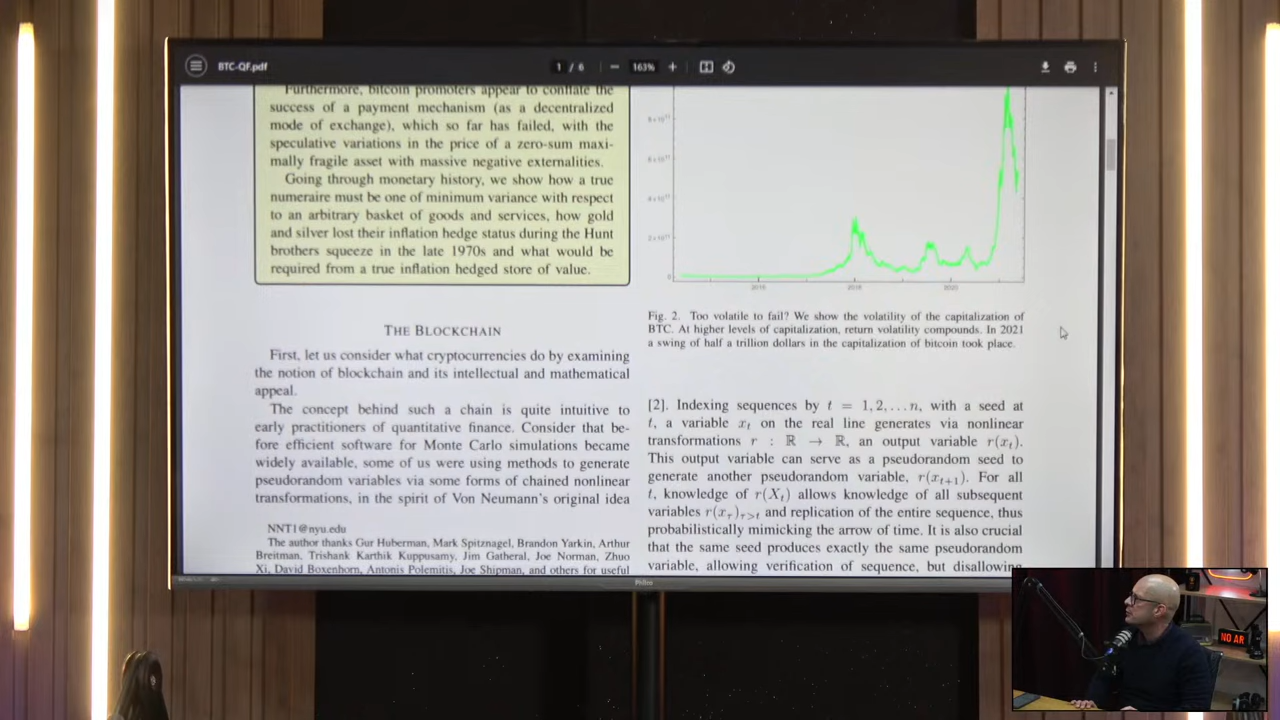 BTC-QF.pdf
1 / 6
163%
Furthermore, bitcoin promoters appear to conflate the
success of a payment mechanism (as a decentralized
mode of exchange), which so far has failed, with the
speculative variations in the price of a zero-sum maxi-
mally fragile asset with massive negative externalities.
Going through monetary history, we show how a true
numeraire must be one of minimum variance with respect
to an arbitrary basket of goods and services, how gold
and silver lost their inflation hedge status during the Hunt
brothers squeeze in the late 1970s and what would be
required from a true inflation hedged store of value.
THE BLOCKCHAIN
First, let us consider what cryptocurrencies do by examining
the notion of blockchain and its intellectual and mathematical
appeal.
The concept behind such a chain is quite intuitive to
early practitioners of quantitative finance. Consider that be-
fore efficient software for Monte Carlo simulations became
widely available, some of us were using methods to generate
pseudorandom variables via some forms of chained nonlinear
transformations, in the spirit of Von Neumann's original idea
NNT1@nyu.edu
The author thanks Gur Huberman, Mark Spitznagel, Brandon Yarkin, Arthur
Breitman, Trishank Karthik Kuppusamy, Jim Gatheral, Joe Norman, Zhuo
Xi, David Boxenhorn, Antonis Polemitis, Joe Shipman, and others for useful
0
2018
2020
Fig. 2. Too volatile to fail? We show the volatility of the capitalization of
BTC. At higher levels of capitalization, return volatility compounds. In 2021
a swing of half a trillion dollars in the capitalization of bitcoin took place.
[2]. Indexing sequences by t = 1, 2, . . . n, with a seed at
t, a variable xₜ on the real line generates via nonlinear
transformations r : ℝ → ℝ, an output variable r(xₜ).
This output variable can serve as a pseudorandom seed to
generate another pseudorandom variable, r(xₜ₊₁). For all
t, knowledge of r(Xₜ) allows knowledge of all subsequent
variables r(x_τ)_τ>t and replication of the entire sequence, thus
probabilistically mimicking the arrow of time. It is also crucial
that the same seed produces exactly the same pseudorandom
variable, allowing verification of sequence, but disallowing
Philco
NO AR